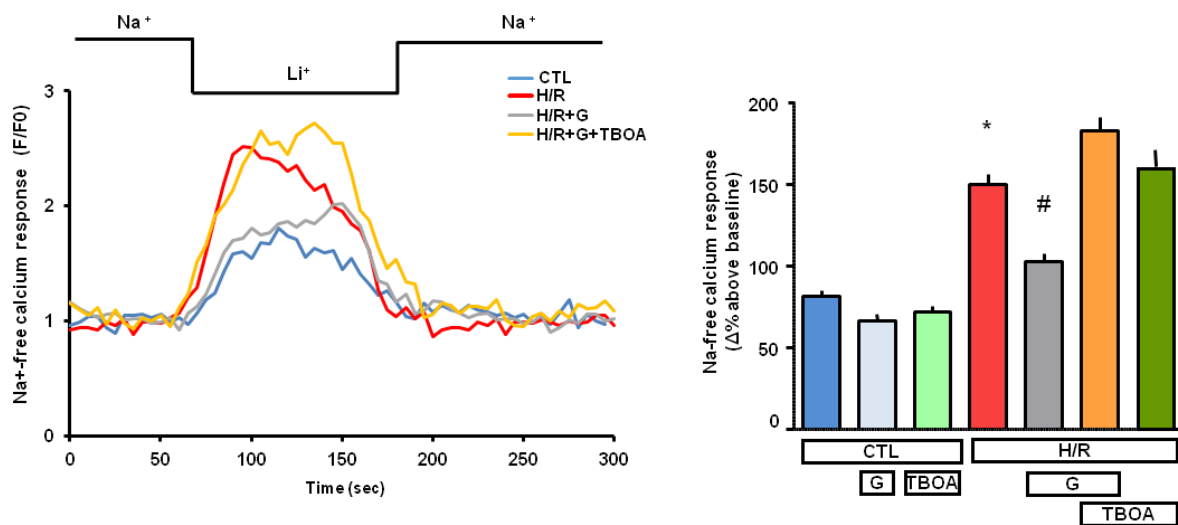 Na⁺
Na⁺
Li⁺
CTL
H/R
H/R+G
H/R+G+TBOA
Na+-free calcium response (F/F0)
3
2
1
0
0
50
100
150
200
250
300
Time (sec)
Na-free calcium response
(Δ% above baseline)
200
150
100
50
0
*
#
CTL
H/R
G
TBOA
G
TBOA